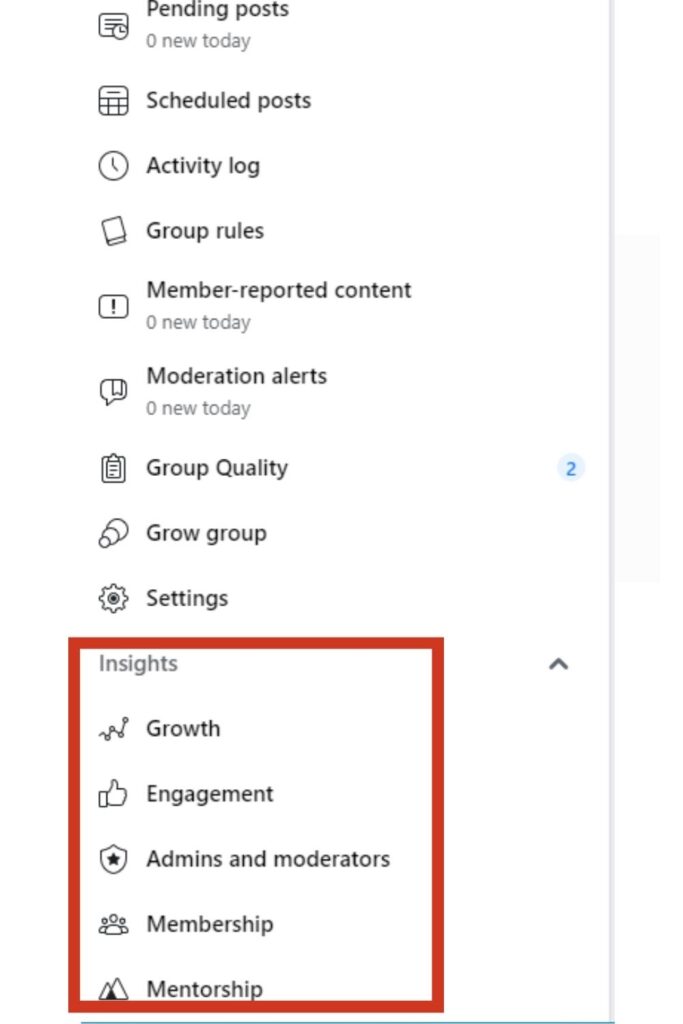 Pending posts
0 new today
Scheduled posts
Activity log
Group rules
Member-reported content
0 new today
Moderation alerts
0 new today
Group Quality
2
Grow group
Settings
Insights
Growth
Engagement
Admins and moderators
Membership
Mentorship